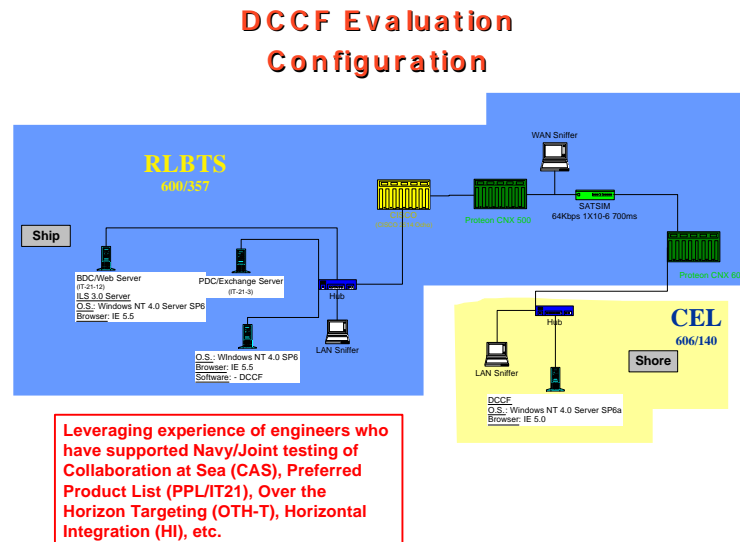 DCCF Evaluation
Configuration
RLBTS
600/357
WAN Sniffer
SATSIM
64Kbps 1X10-6 700ms
Proteon CNX 500
Proteon CNX 60
Ship
BDC/Web Server
(IT-21-12)
ILS 3.0 Server
O.S.: Windows NT 4.0 Server SP6
Browser: IE 5.5
PDC/Exchange Server
(IT-21-3)
Hub
LAN Sniffer
O.S.: WIndows NT 4.0 SP6
Browser: IE 5.5
Software: - DCCF
CEL
606/140
Hub
Shore
LAN Sniffer
DCCF
O.S.: Windows NT 4.0 Server SP6a
Browser: IE 5.0
Leveraging experience of engineers who
have supported Navy/Joint testing of
Collaboration at Sea (CAS), Preferred
Product List (PPL/IT21), Over the
Horizon Targeting (OTH-T), Horizontal
Integration (HI), etc.